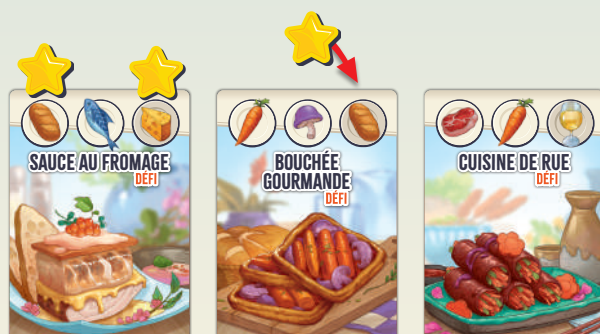 SAUCE AU FROMAGE
DÉFI
BOUCHÉE
GOURMANDE
DÉFI
CUISINE DE RUE
DÉFI